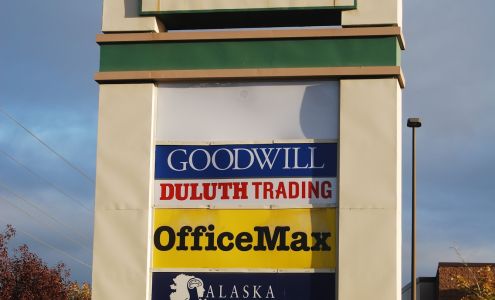 GOODWILL
DULUTH TRADING
OfficeMax
ALASKA